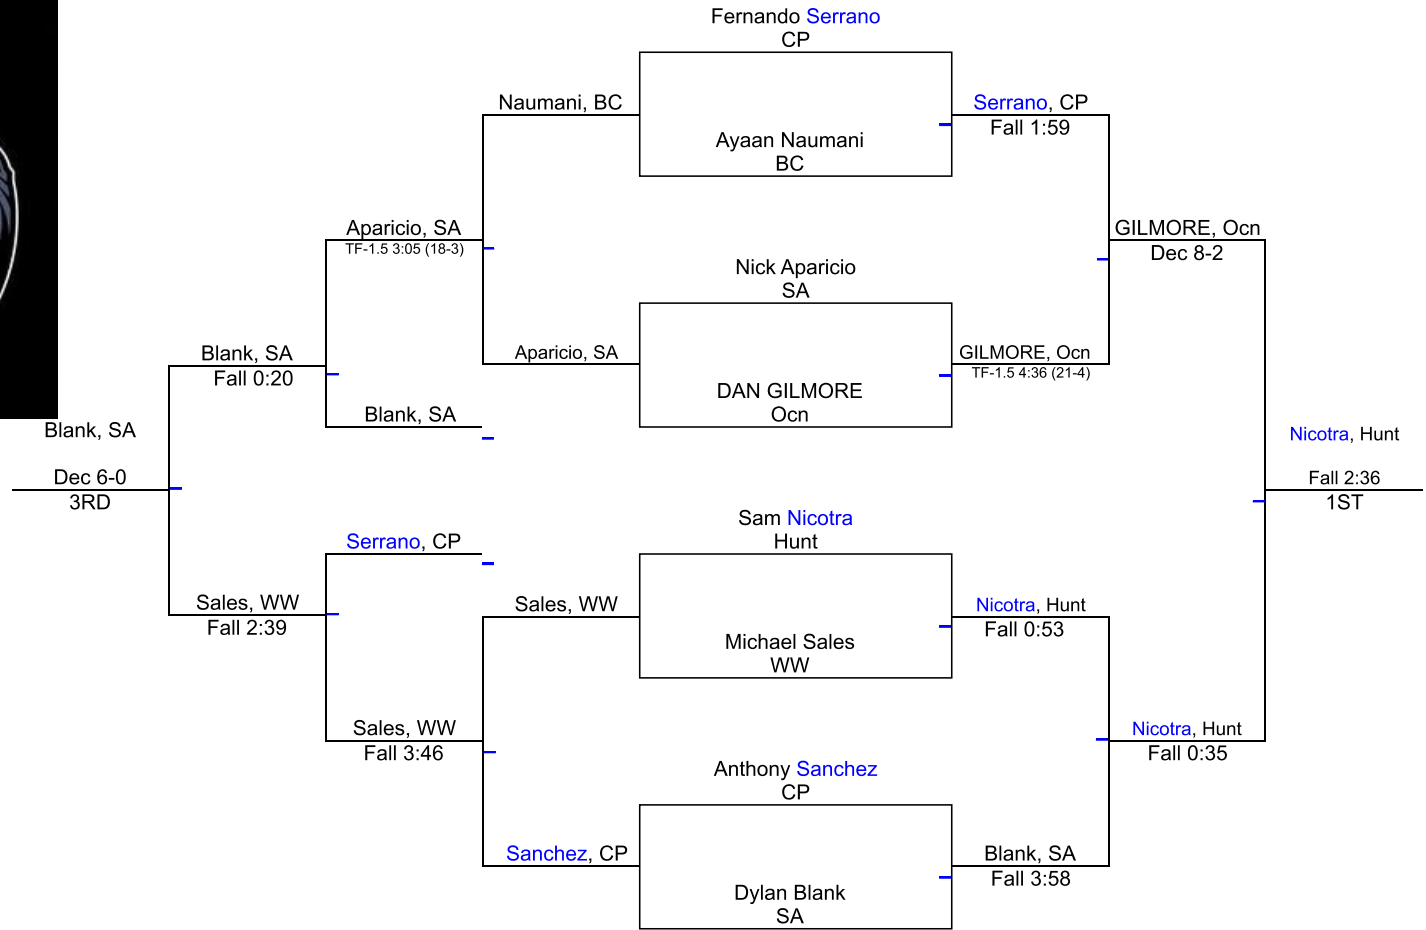 Fernando Serrano
CP
Naumani, BC
Serrano, CP
Fall 1:59
Ayaan Naumani
BC
Aparicio, SA
TF-1.5 3:05 (18-3)
GILMORE, Ocn
Dec 8-2
Nick Aparicio
SA
Blank, SA
Fall 0:20
Aparicio, SA
GILMORE, Ocn
TF-1.5 4:36 (21-4)
DAN GILMORE
Ocn
Blank, SA
Blank, SA
Dec 6-0
3RD
Nicotra, Hunt
Fall 2:36
1ST
Sam Nicotra
Hunt
Serrano, CP
Sales, WW
Fall 2:39
Sales, WW
Nicotra, Hunt
Fall 0:53
Michael Sales
WW
Sales, WW
Fall 3:46
Nicotra, Hunt
Fall 0:35
Anthony Sanchez
CP
Sanchez, CP
Blank, SA
Fall 3:58
Dylan Blank
SA